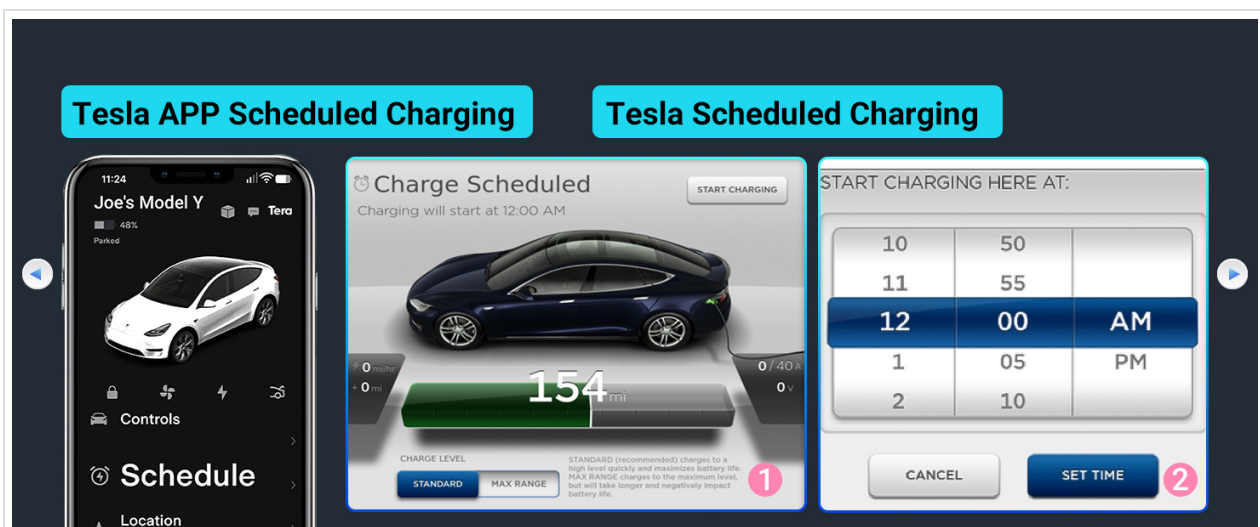 Tesla APP Scheduled Charging
Tesla Scheduled Charging
11:24
Joe's Model Y
Tera
48%
Parked
Controls
Schedule
Location
Charge Scheduled
Charging will start at 12:00 AM
START CHARGING
0 mi/hr
+ 0 mi
154 mi
0 / 40 A
0 V
CHARGE LEVEL
STANDARD
MAX RANGE
STANDARD (recommended) charges to a
high level quickly and maximizes battery life.
MAX RANGE charges to the maximum level,
but will take longer and negatively impact
battery life.
1
START CHARGING HERE AT:
10 50
11 55
12 00 AM
1 05 PM
2 10
CANCEL
SET TIME
2